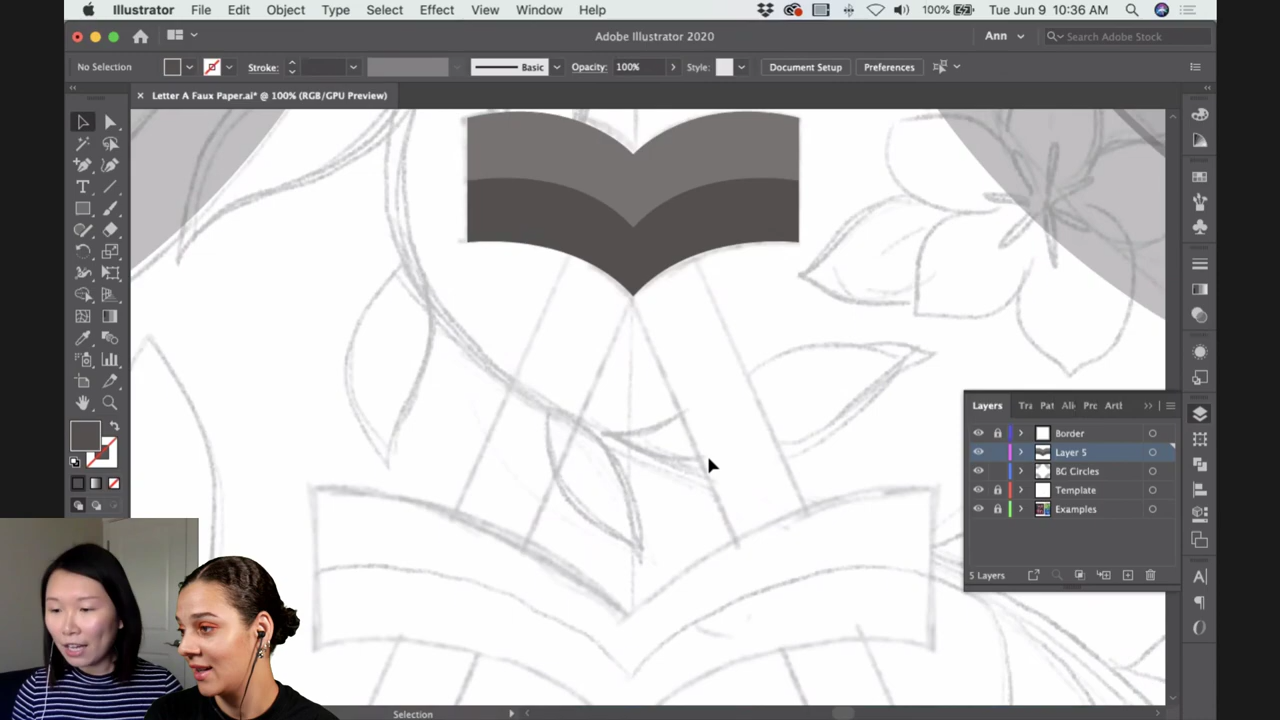 Illustrator File Edit Object Type Select Effect View Window Help 100% Tue Jun 9 10:36 AM
Adobe Illustrator 2020 Ann Search Adobe Stock
No Selection Stroke: Basic Opacity: 100% Style: Document Setup Preferences
Letter A Faux Paper.ai* @ 100% (RGB/GPU Preview)
Layers Tra Pat Ali Pro Artl
Border
Layer 5
BG Circles
Template
Examples
5 Layers
Selection